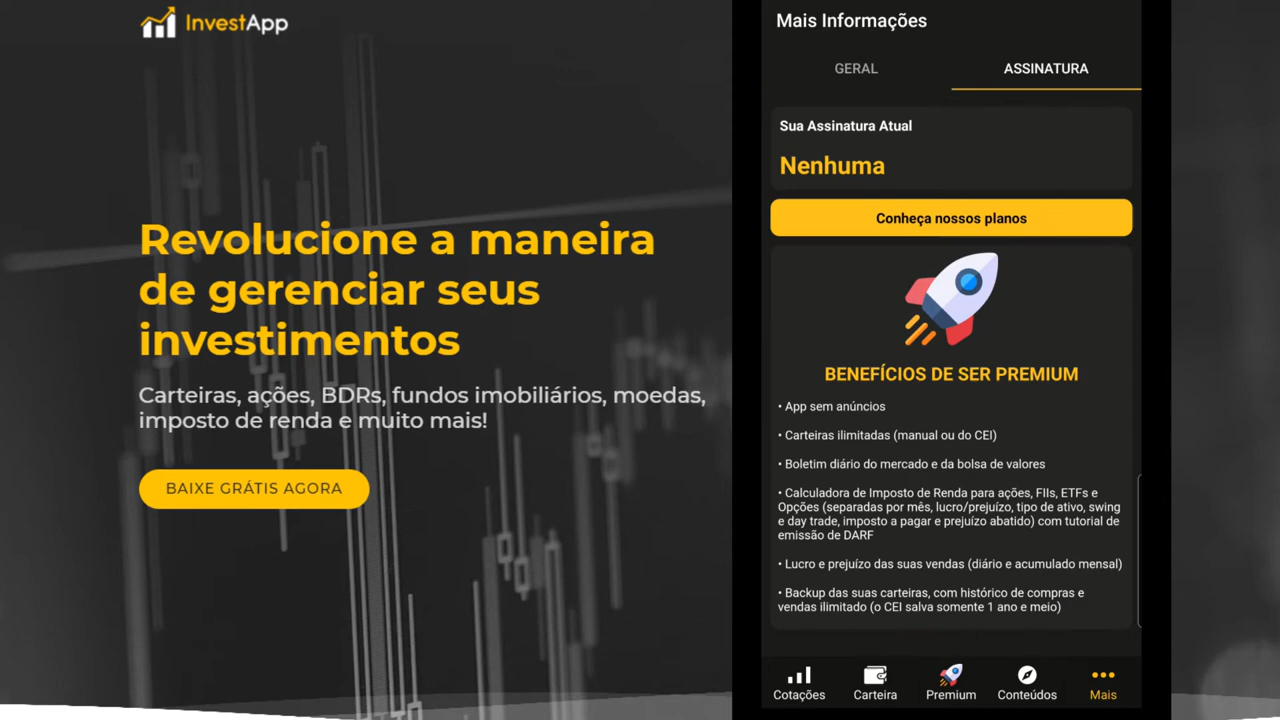 InvestApp
Revolucione a maneira
de gerenciar seus
investimentos
Carteiras, ações, BDRs, fundos imobiliários, moedas,
imposto de renda e muito mais!
BAIXE GRÁTIS AGORA
Mais Informações
GERAL
ASSINATURA
Sua Assinatura Atual
Nenhuma
Conheça nossos planos
BENEFÍCIOS DE SER PREMIUM
• App sem anúncios
• Carteiras ilimitadas (manual ou do CEI)
• Boletim diário do mercado e da bolsa de valores
• Calculadora de Imposto de Renda para ações, FIIs, ETFs e
Opções (separadas por mês, lucro/prejuízo, tipo de ativo, swing
e day trade, imposto a pagar e prejuízo abatido) com tutorial de
emissão de DARF
• Lucro e prejuízo das suas vendas (diário e acumulado mensal)
• Backup das suas carteiras, com histórico de compras e
vendas ilimitado (o CEI salva somente 1 ano e meio)
Cotações
Carteira
Premium
Conteúdos
Mais